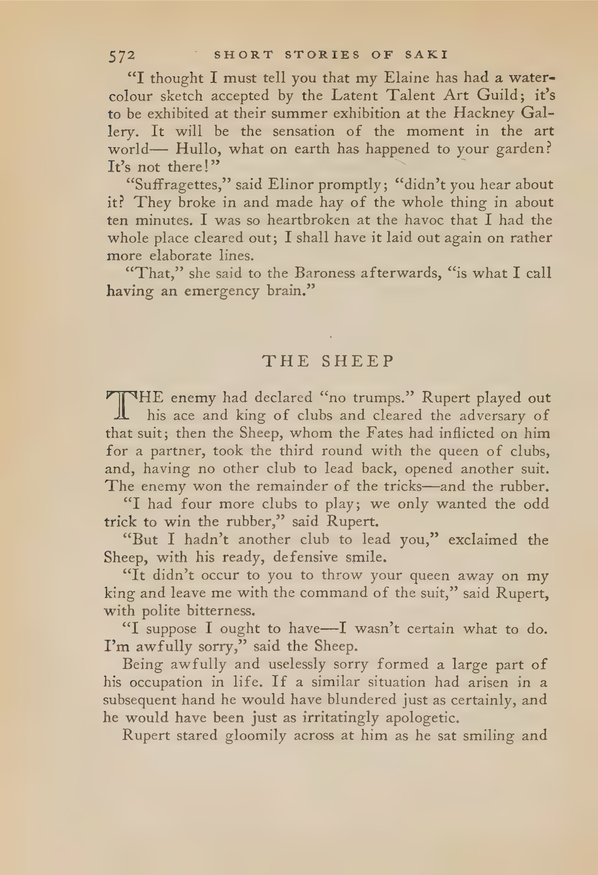 572 SHORT STORIES OF SAKI
“I thought I must tell you that my Elaine has had a water-
colour sketch accepted by the Latent Talent Art Guild; it’s
to be exhibited at their summer exhibition at the Hackney Gal-
lery. It will be the sensation of the moment in the art
world— Hullo, what on earth has happened to your garden?
It’s not there!”
“Suffragettes,” said Elinor promptly; “didn’t you hear about
it? They broke in and made hay of the whole thing in about
ten minutes. I was so heartbroken at the havoc that I had the
whole place cleared out; I shall have it laid out again on rather
more elaborate lines.
“That,” she said to the Baroness afterwards, “is what I call
having an emergency brain.”
THE SHEEP
THE enemy had declared “no trumps.” Rupert played out
his ace and king of clubs and cleared the adversary of
that suit; then the Sheep, whom the Fates had inflicted on him
for a partner, took the third round with the queen of clubs,
and, having no other club to lead back, opened another suit.
The enemy won the remainder of the tricks—and the rubber.
“I had four more clubs to play; we only wanted the odd
trick to win the rubber,” said Rupert.
“But I hadn’t another club to lead you,” exclaimed the
Sheep, with his ready, defensive smile.
“It didn’t occur to you to throw your queen away on my
king and leave me with the command of the suit,” said Rupert,
with polite bitterness.
“I suppose I ought to have—I wasn’t certain what to do.
I’m awfully sorry,” said the Sheep.
Being awfully and uselessly sorry formed a large part of
his occupation in life. If a similar situation had arisen in a
subsequent hand he would have blundered just as certainly, and
he would have been just as irritatingly apologetic.
Rupert stared gloomily across at him as he sat smiling and